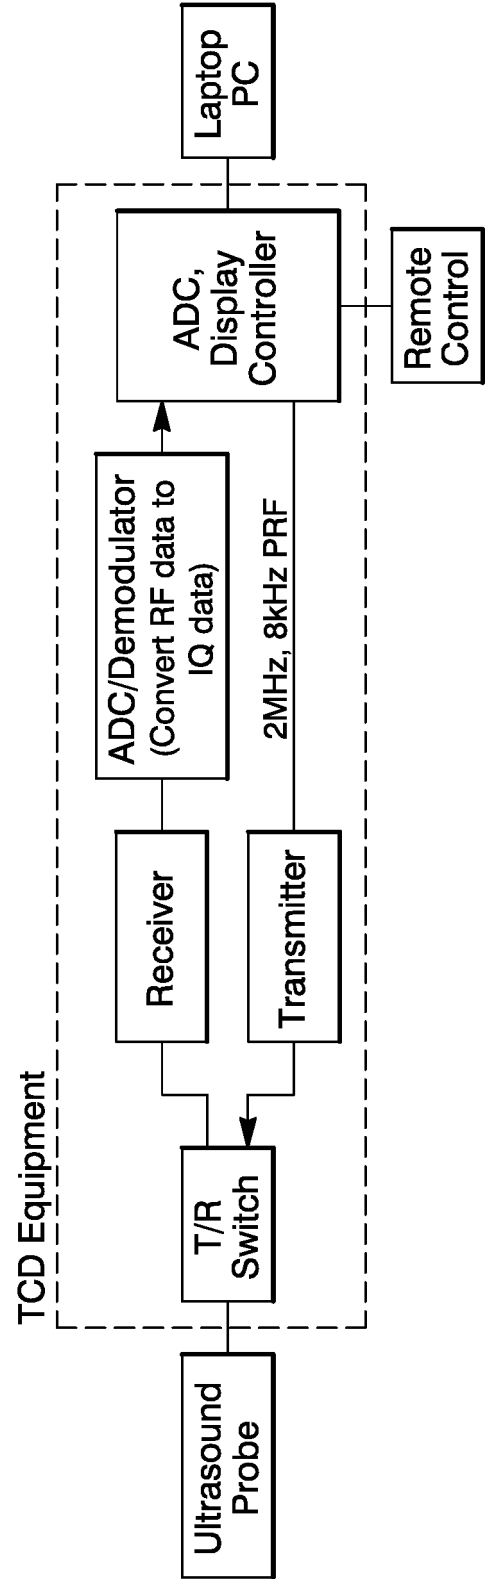 TCD Equipment
Ultrasound
Probe
T/R
Switch
Receiver
Transmitter
ADC/Demodulator
(Convert RF data to
IQ data)
2MHz, 8kHz PRF
ADC,
Display
Controller
Laptop
PC
Remote
Control